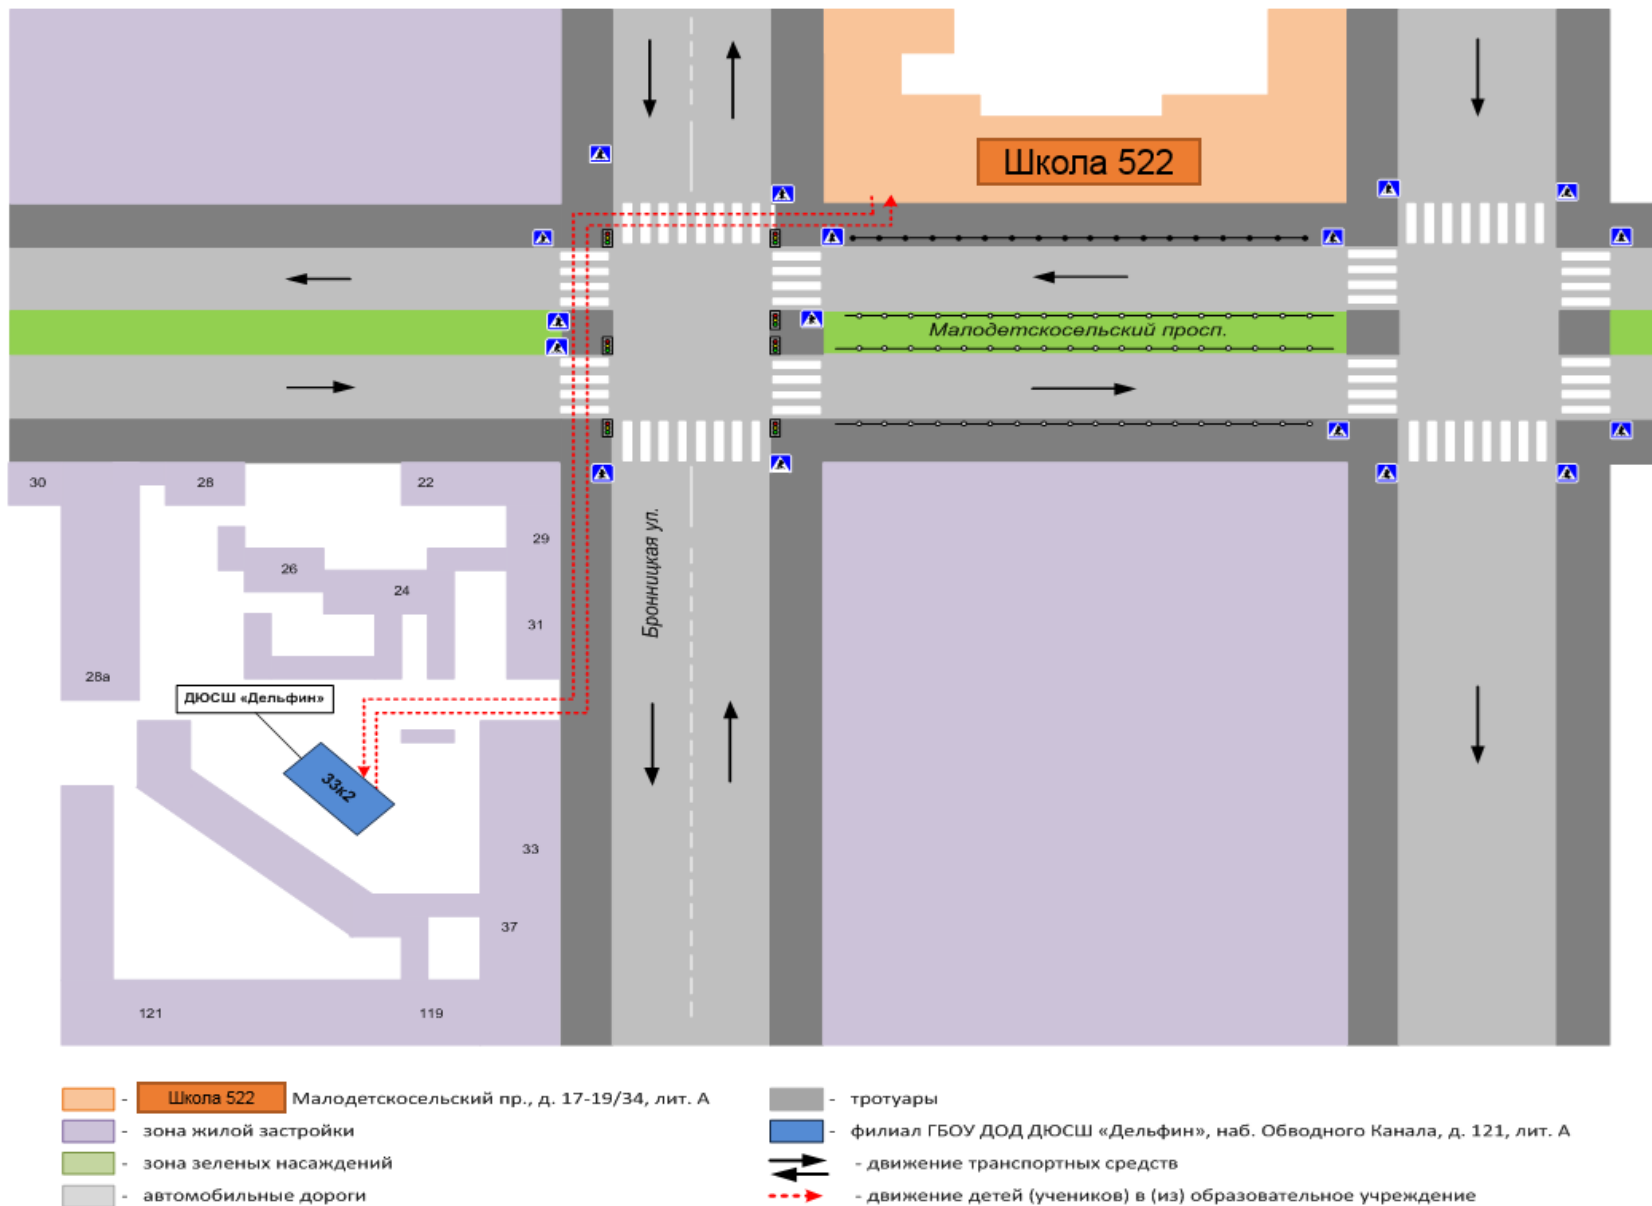 Школа 522
Малодетскосельский просп.
30
28
22
29
26
24
31
Бронницкая ул.
28а
ДЮСШ «Дельфин»
33к2
33
37
121
119
- Школа 522 Малодетскосельский пр., д. 17-19/34, лит. А
- зона жилой застройки
- зона зеленых насаждений
- автомобильные дороги
- тротуары
- филиал ГБОУ ДОД ДЮСШ «Дельфин», наб. Обводного Канала, д. 121, лит. А
- движение транспортных средств
- движение детей (учеников) в (из) образовательное учреждение